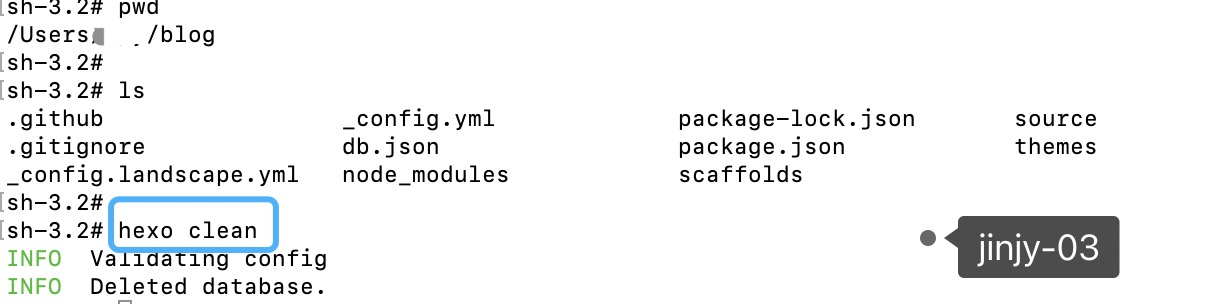 [sh-3.2# pwd
/Users /blog
[sh-3.2#
[sh-3.2# ls
.github _config.yml package-lock.json source
.gitignore db.json package.json themes
_config.landscape.yml node_modules scaffolds
[sh-3.2#
[sh-3.2# hexo clean
jinjy-03
INFO Validating config
INFO Deleted database.